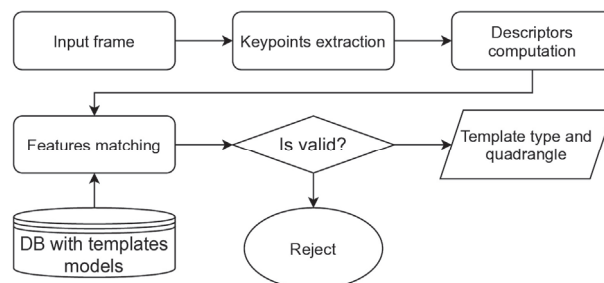 Input frame
Keypoints extraction
Descriptors
computation
Features matching
Is valid?
Template type and
quadrangle
DB with templates
models
Reject